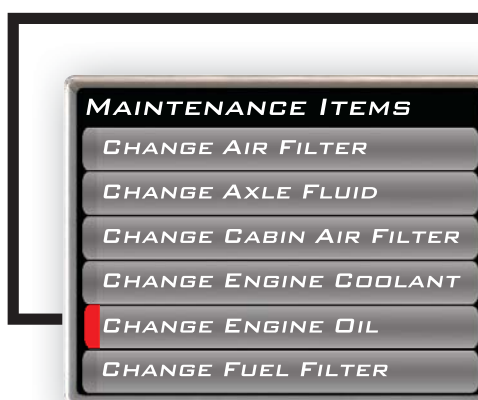 MAINTENANCE ITEMS
CHANGE AIR FILTER
CHANGE AXLE FLUID
CHANGE CABIN AIR FILTER
CHANGE ENGINE COOLANT
CHANGE ENGINE OIL
CHANGE FUEL FILTER